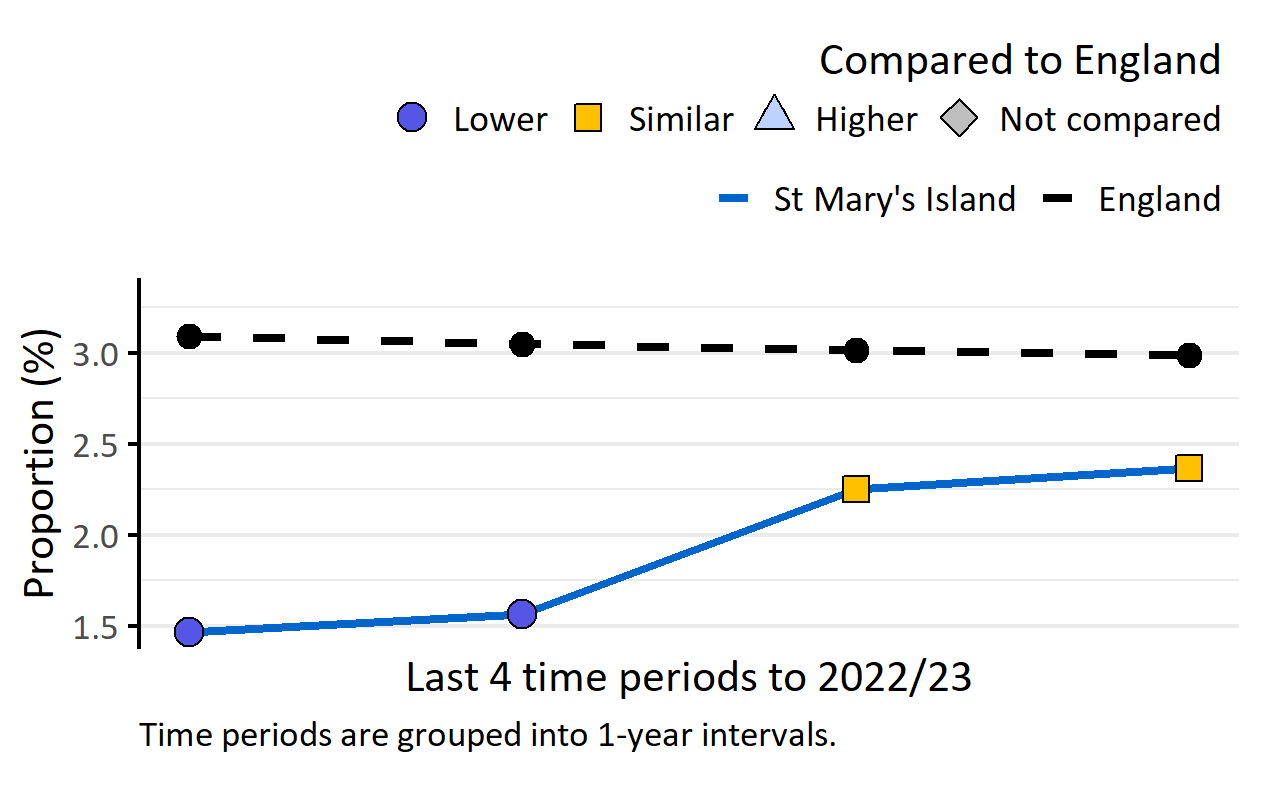 Compared to England
Lower Similar Higher Not compared
St Mary's Island England
Proportion (%)
3.0
2.5
2.0
1.5
Last 4 time periods to 2022/23
Time periods are grouped into 1-year intervals.